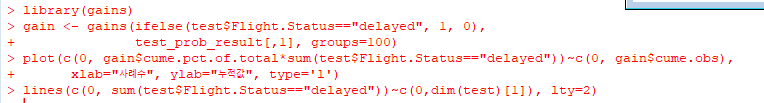 > library(gains)
> gain <- gains(ifelse(test$Flight.Status=="delayed", 1, 0),
+ test_prob_result[,1], groups=100)
> plot(c(0, gain$cume.pct.of.total*sum(test$Flight.Status=="delayed"))~c(0, gain$cume.obs),
+ xlab="사례수", ylab="누적값", type='l')
> lines(c(0, sum(test$Flight.Status=="delayed"))~c(0,dim(test)[1]), lty=2)